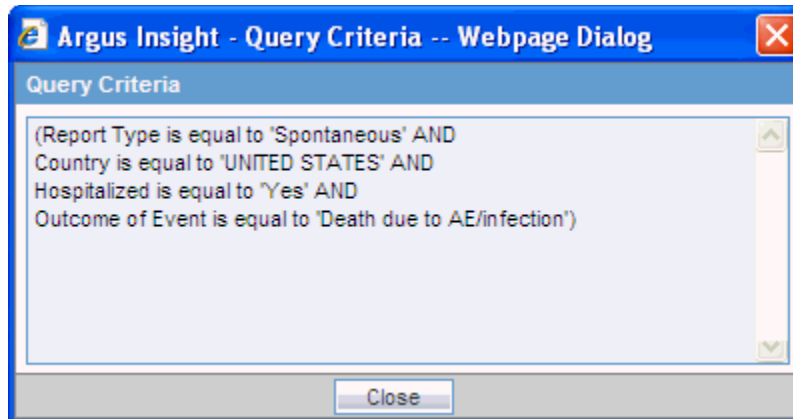 Argus Insight - Query Criteria -- Webpage Dialog
Query Criteria
(Report Type is equal to 'Spontaneous' AND
Country is equal to 'UNITED STATES' AND
Hospitalized is equal to 'Yes' AND
Outcome of Event is equal to 'Death due to AE/infection')
Close